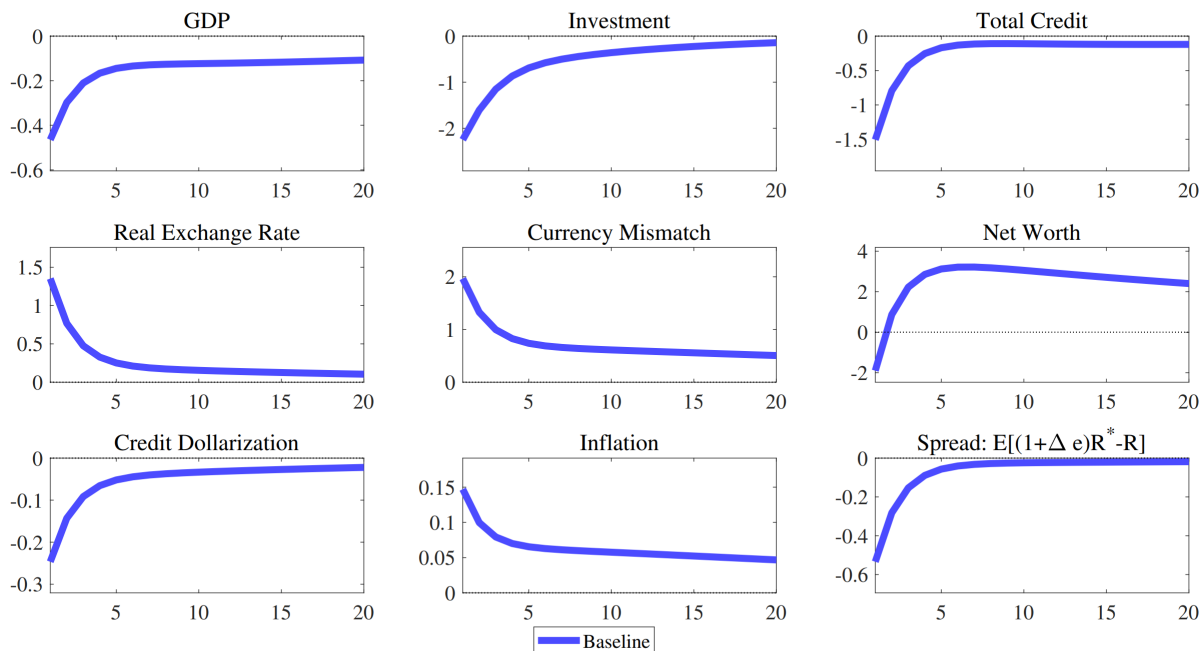 GDP
0
-0.2
-0.4
-0.6
5 10 15 20
Investment
0
-1
-2
5 10 15 20
Total Credit
0
-0.5
-1
-1.5
5 10 15 20
Real Exchange Rate
1.5
1
0.5
0
5 10 15 20
Currency Mismatch
2
1
0
5 10 15 20
Net Worth
4
2
0
-2
5 10 15 20
Credit Dollarization
0
-0.1
-0.2
-0.3
5 10 15 20
Inflation
0.15
0.1
0.05
0
5 10 15 20
Spread: E[(1+Δ e)R*-R]
0
-0.2
-0.4
-0.6
5 10 15 20
Baseline